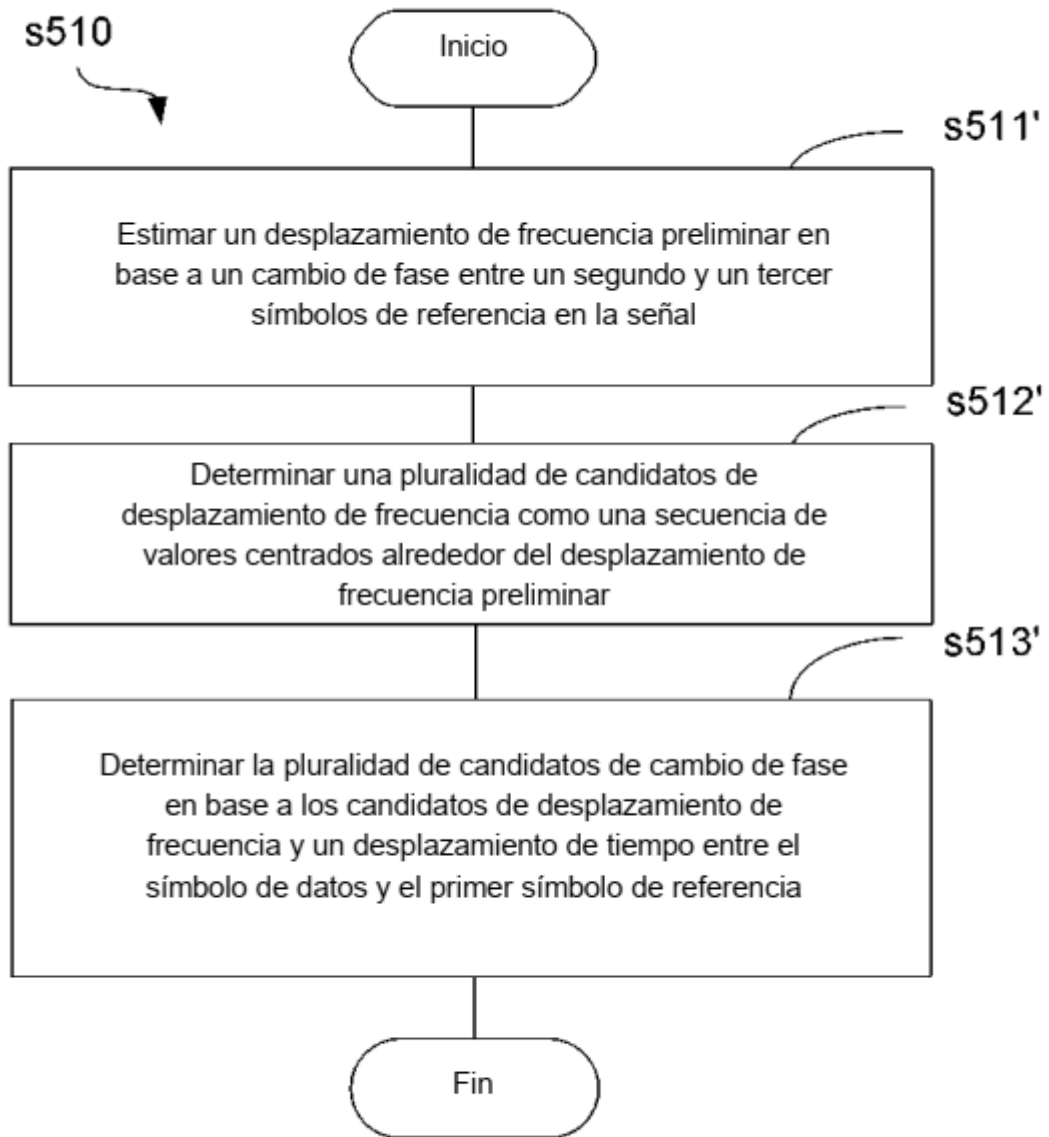 s510
Inicio
s511'
Estimar un desplazamiento de frecuencia preliminar en
base a un cambio de fase entre un segundo y un tercer
símbolos de referencia en la señal
s512'
Determinar una pluralidad de candidatos de
desplazamiento de frecuencia como una secuencia de
valores centrados alrededor del desplazamiento de
frecuencia preliminar
s513'
Determinar la pluralidad de candidatos de cambio de fase
en base a los candidatos de desplazamiento de
frecuencia y un desplazamiento de tiempo entre el
símbolo de datos y el primer símbolo de referencia
Fin